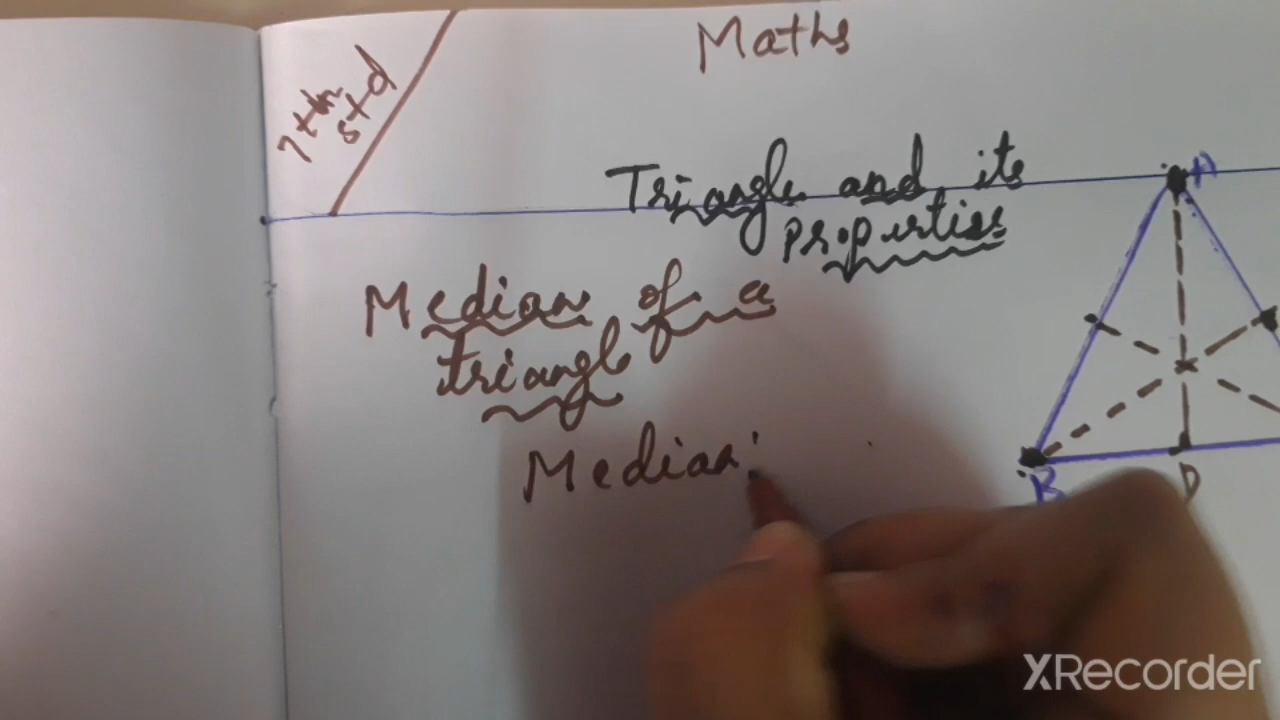 Maths
7th
std
Triangle and its
properties
Median of a
triangle
Median:
A
B
D
XRecorder